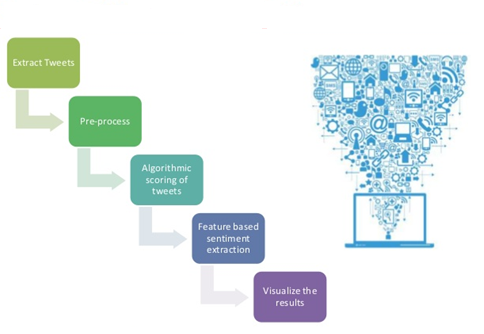 Extract Tweets
Pre-process
Algorithmic
scoring of
tweets
Feature based
sentiment
extraction
Visualize the
results